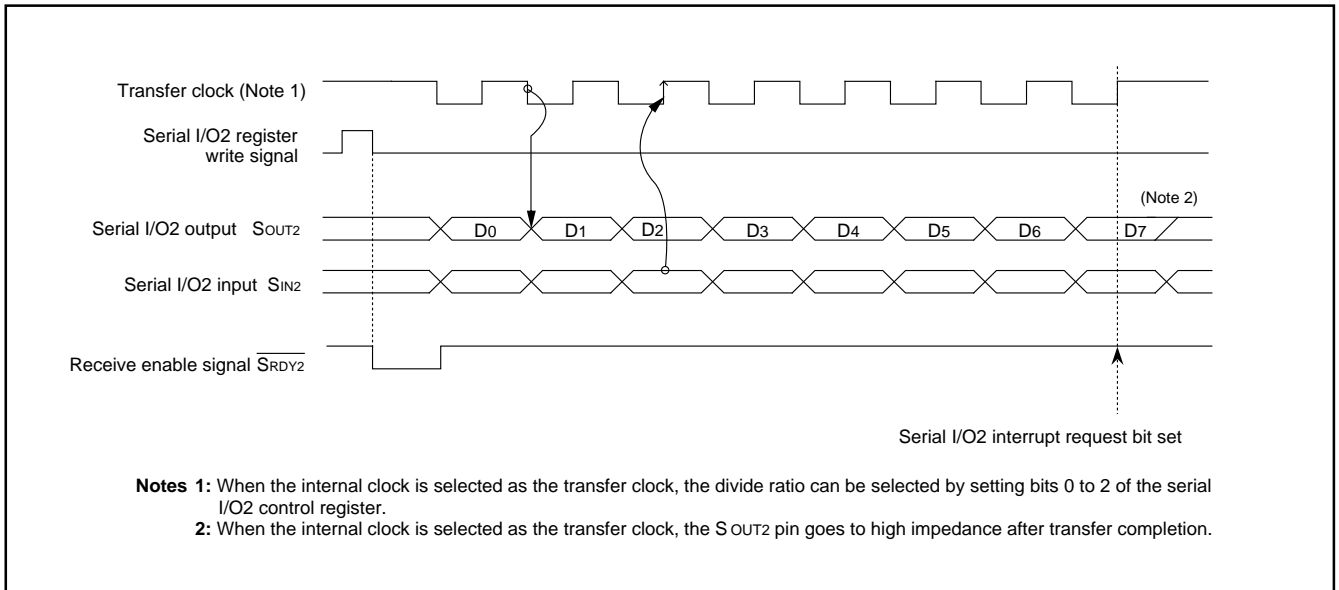 Transfer clock (Note 1)
Serial I/O2 register
write signal
(Note 2)
Serial I/O2 output SOUT2
D0 D1 D2 D3 D4 D5 D6 D7
Serial I/O2 input SIN2
Receive enable signal SRDY2
Serial I/O2 interrupt request bit set
Notes 1: When the internal clock is selected as the transfer clock, the divide ratio can be selected by setting bits 0 to 2 of the serial
I/O2 control register.
2: When the internal clock is selected as the transfer clock, the S OUT2 pin goes to high impedance after transfer completion.